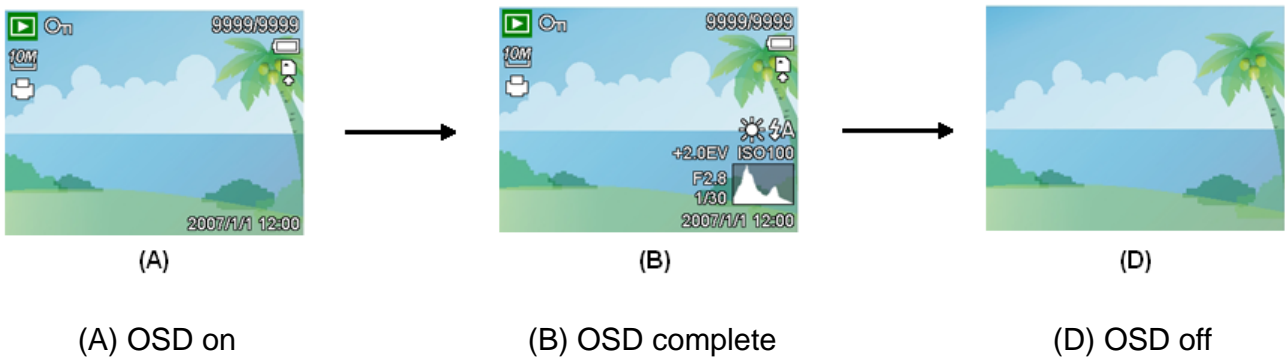 9999/9999
10M
2007/1/1 12:00
(A)
9999/9999
10M
A
+2.0EV ISO100
F2.8
1/30
2007/1/1 12:00
(B)
(D)
(A) OSD on
(B) OSD complete
(D) OSD off